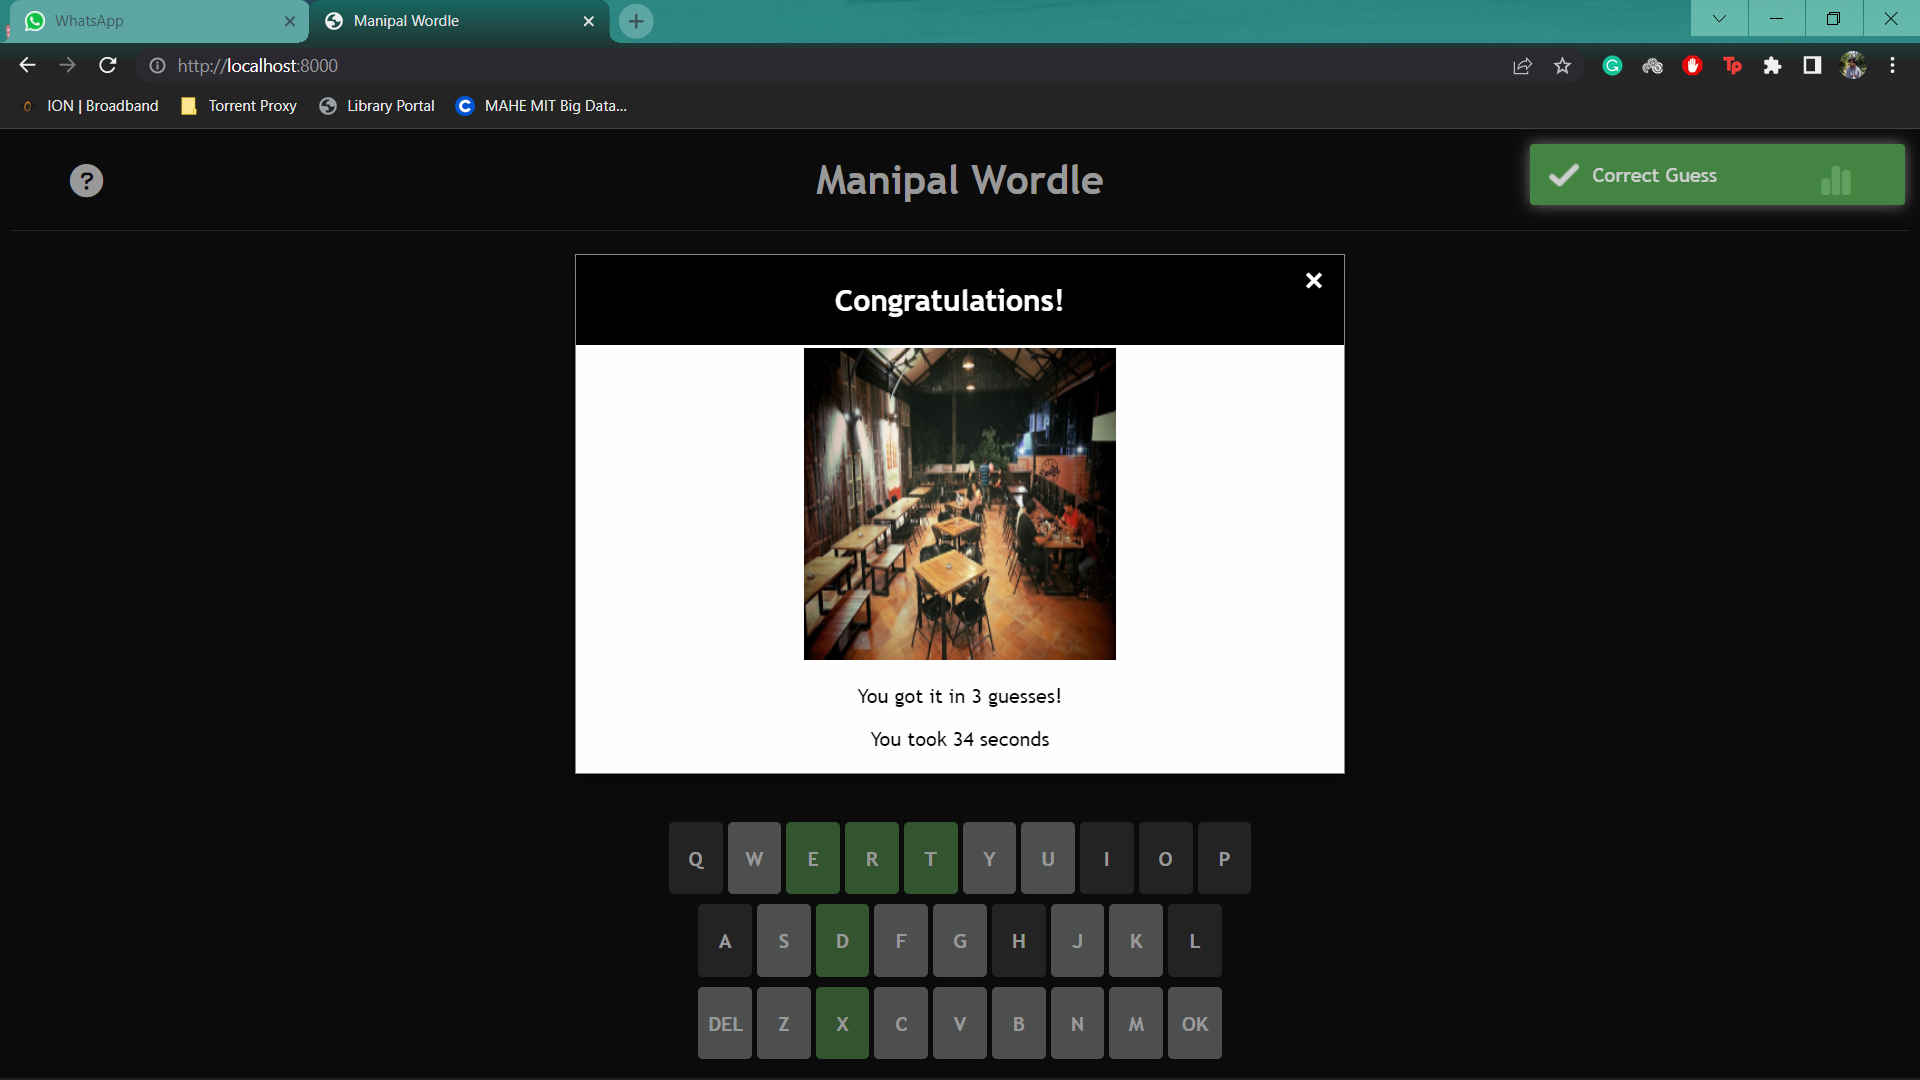 WhatsApp
Manipal Wordle
http://localhost:8000
ION | Broadband
Torrent Proxy
Library Portal
MAHE MIT Big Data...
Manipal Wordle
Correct Guess
Congratulations!
You got it in 3 guesses!
You took 34 seconds
Q W E R T Y U I O P
A S D F G H J K L
DEL Z X C V B N M OK